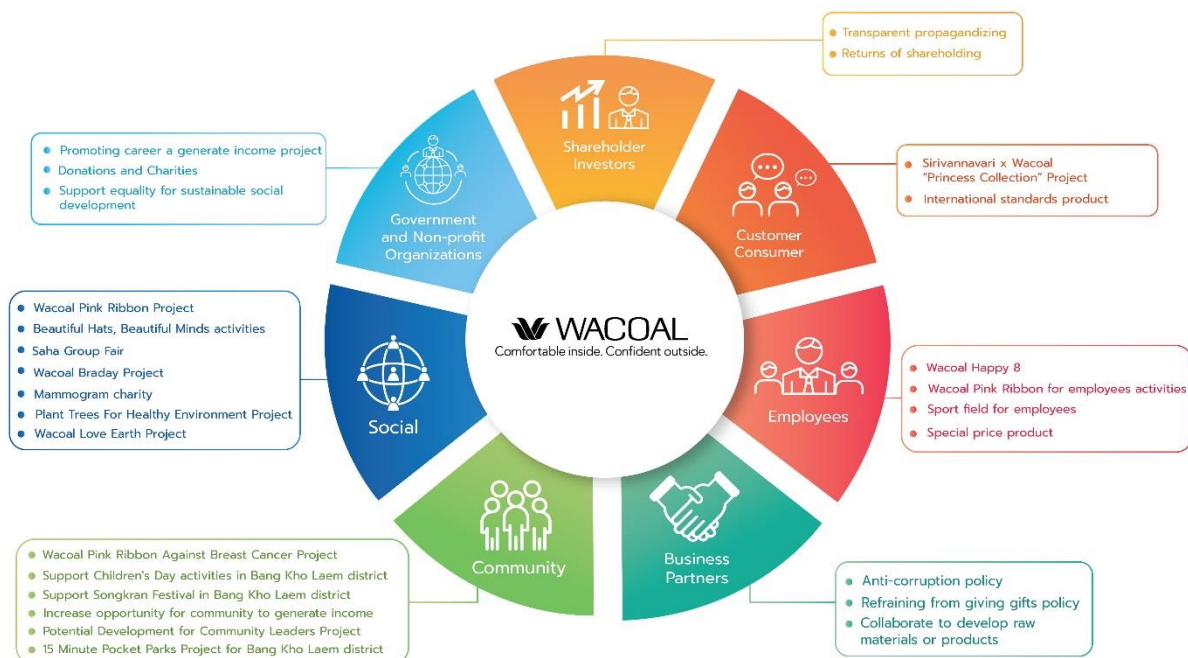 Transparent propagandizing
Returns of shareholding
Shareholder
Investors
Sirivannavari x Wacoal
"Princess Collection" Project
International standards product
Customer
Consumer
Wacoal Happy 8
Wacoal Pink Ribbon for employees activities
Sport field for employees
Special price product
Employees
Anti-corruption policy
Refraining from giving gifts policy
Collaborate to develop raw
materials or products
Business
Partners
Community
Wacoal Pink Ribbon Against Breast Cancer Project
Support Children's Day activities in Bang Kho Laem district
Support Songkran Festival in Bang Kho Laem district
Increase opportunity for community to generate income
Potential Development for Community Leaders Project
15 Minute Pocket Parks Project for Bang Kho Laem district
Social
Wacoal Pink Ribbon Project
Beautiful Hats, Beautiful Minds activities
Saha Group Fair
Wacoal Braday Project
Mammogram charity
Plant Trees For Healthy Environment Project
Wacoal Love Earth Project
Government
and Non-profit
Organizations
Promoting career a generate income project
Donations and Charities
Support equality for sustainable social
development
WACOAL
Comfortable inside. Confident outside.